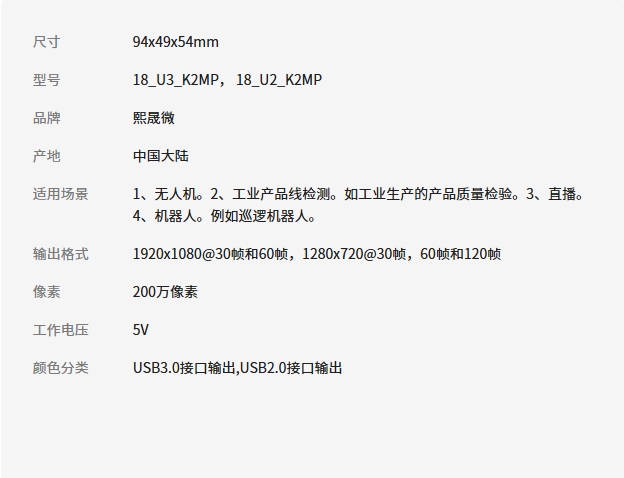 尺寸 94x49x54mm
型号 18_U3_K2MP， 18_U2_K2MP
品牌 熙晟微
产地 中国大陆
适用场景 1、无人机。2、工业产品线检测。如工业生产的产品质量检验。3、直播。
4、机器人。例如巡逻机器人。
输出格式 1920x1080@30帧和60帧，1280x720@30帧，60帧和120帧
像素 200万像素
工作电压 5V
颜色分类 USB3.0接口输出,USB2.0接口输出